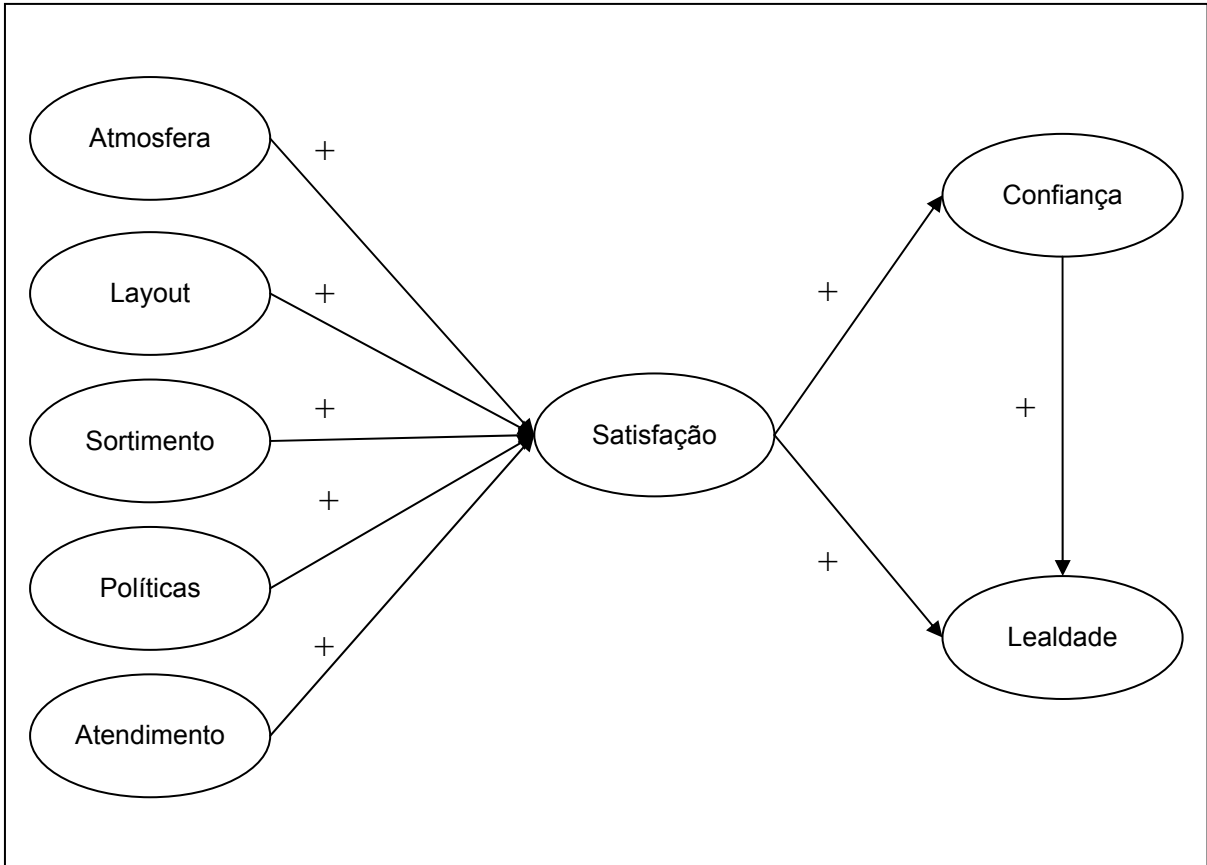 Atmosfera
+
Layout
+
Sortimento
+
Políticas
+
Atendimento
+
Satisfação
+
+
Confiança
+
Lealdade